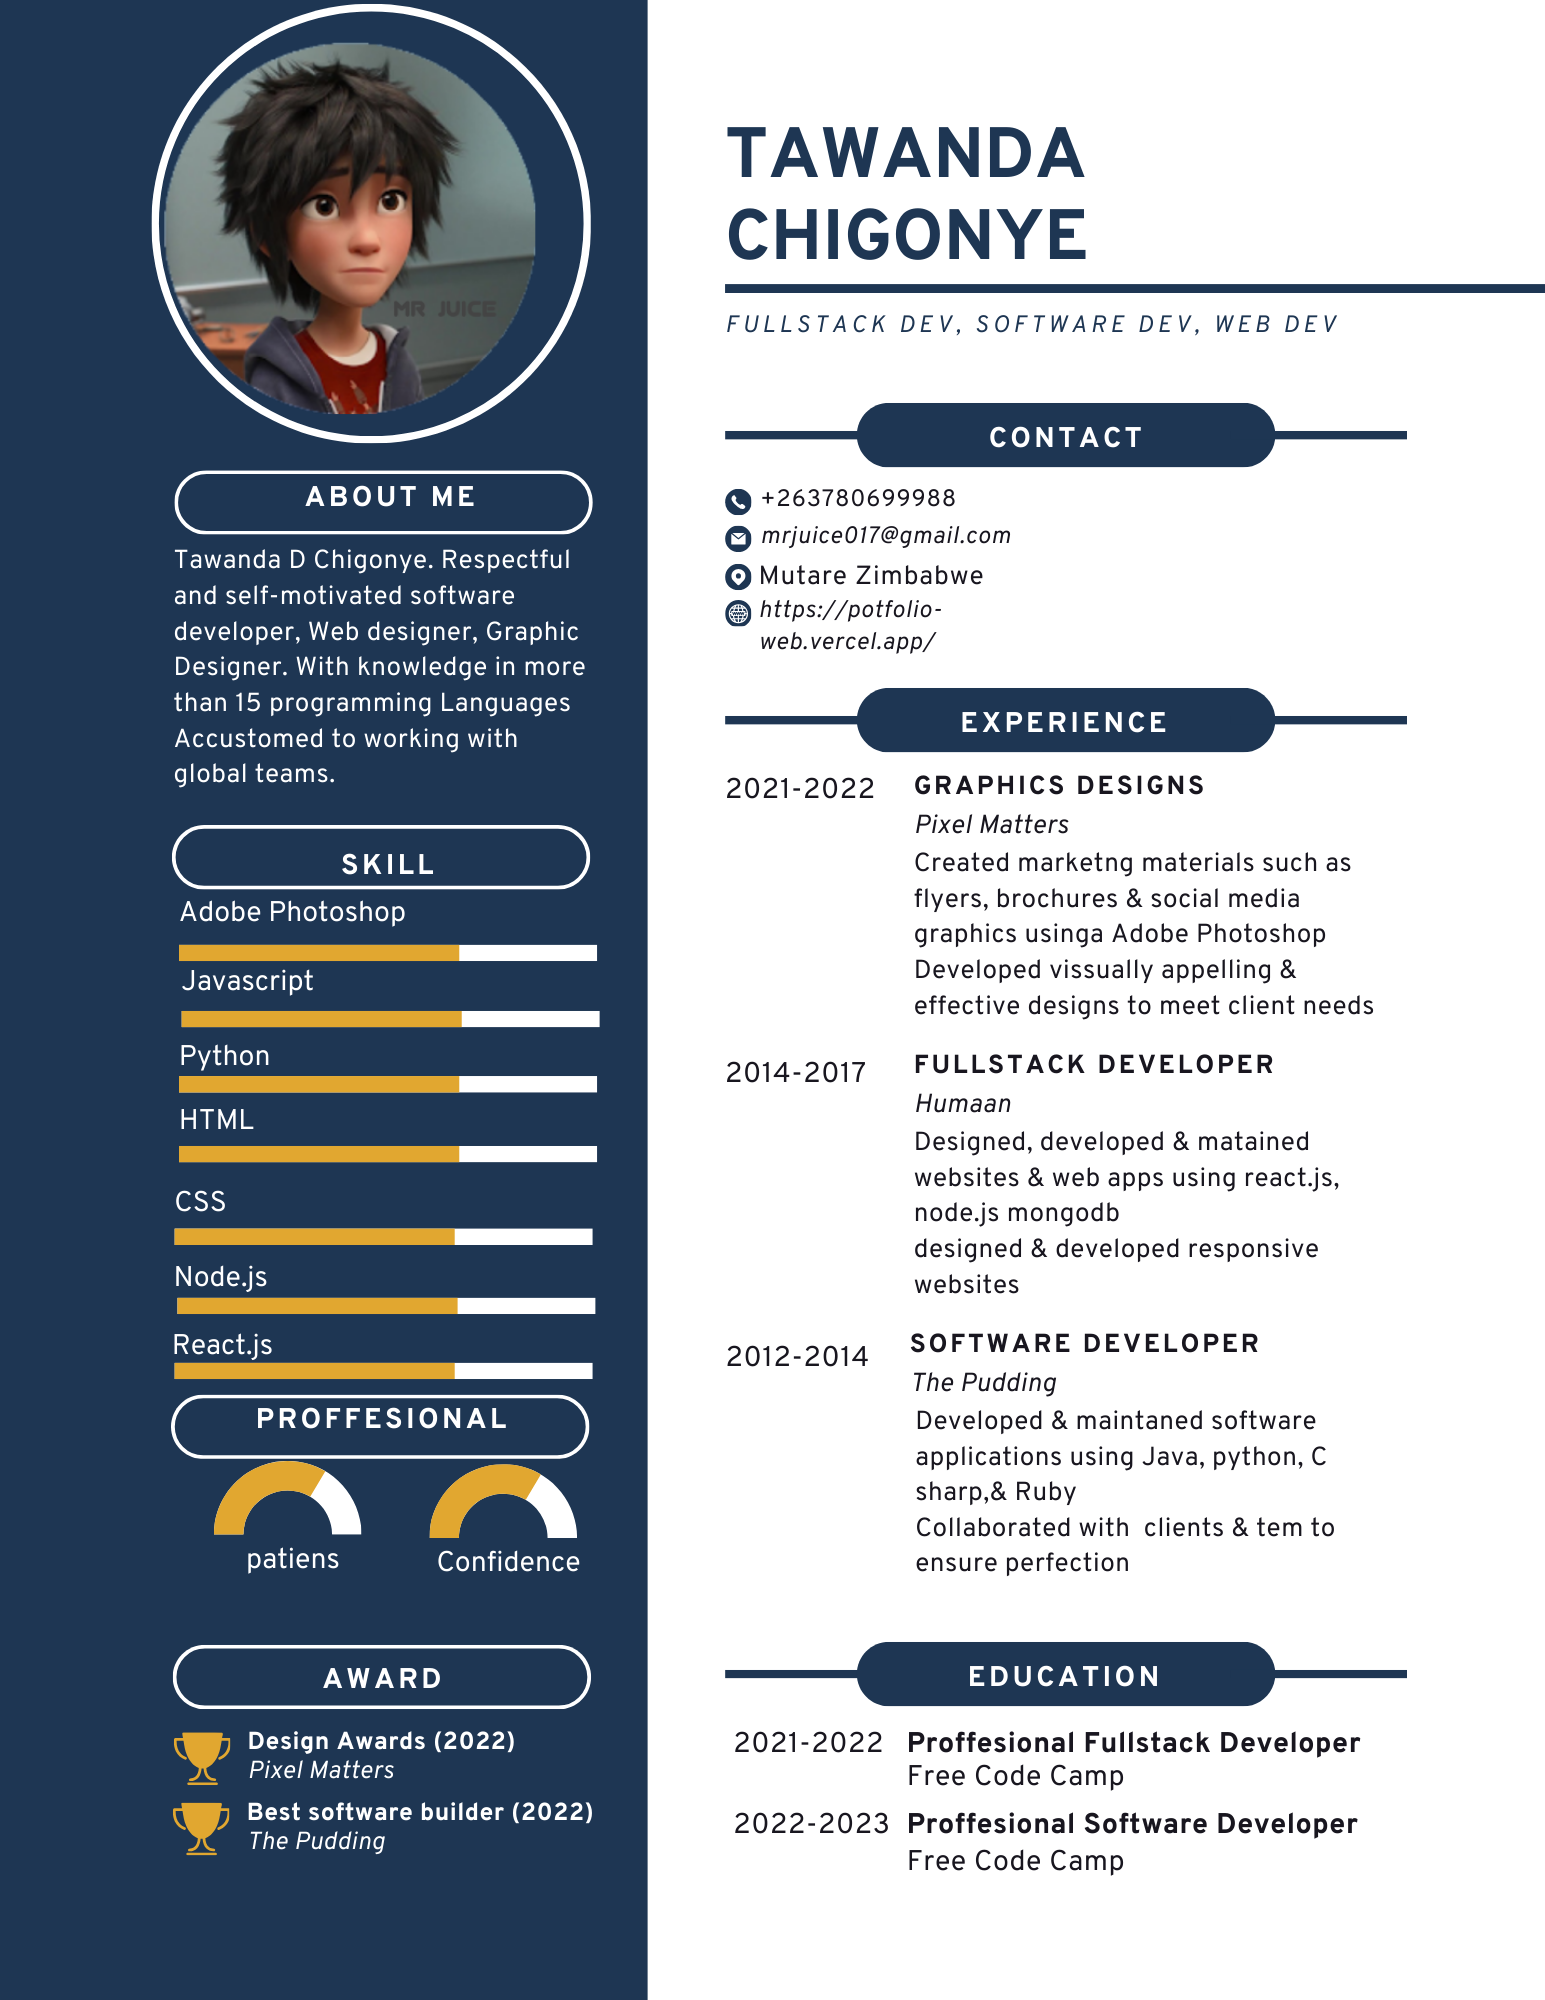 MR JUICE
ABOUT ME
Tawanda D Chigonye. Respectful
and self-motivated software
developer, Web designer, Graphic
Designer. With knowledge in more
than 15 programming Languages
Accustomed to working with
global teams.
SKILL
Adobe Photoshop
Javascript
Python
HTML
CSS
Node.js
React.js
PROFFESIONAL
patiens
Confidence
AWARD
Design Awards (2022)
Pixel Matters
Best software builder (2022)
The Pudding
TAWANDA
CHIGONYE
FULLSTACK DEV, SOFTWARE DEV, WEB DEV
CONTACT
+263780699988
mrjuice017@gmail.com
Mutare Zimbabwe
https://potfolio-
web.vercel.app/
EXPERIENCE
2021-2022 GRAPHICS DESIGNS
Pixel Matters
Created marketng materials such as
flyers, brochures & social media
graphics usinga Adobe Photoshop
Developed vissually appelling &
effective designs to meet client needs
2014-2017 FULLSTACK DEVELOPER
Humaan
Designed, developed & matained
websites & web apps using react.js,
node.js mongodb
designed & developed responsive
websites
2012-2014 SOFTWARE DEVELOPER
The Pudding
Developed & maintaned software
applications using Java, python, C
sharp,& Ruby
Collaborated with  clients & tem to
ensure perfection
EDUCATION
2021-2022 Proffesional Fullstack Developer
Free Code Camp
2022-2023 Proffesional Software Developer
Free Code Camp